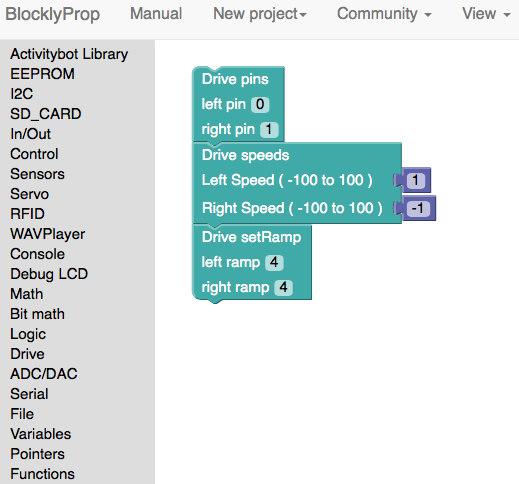 BlocklyProp Manual New project Community View
Activitybot Library
EEPROM
I2C
SD_CARD
In/Out
Control
Sensors
Servo
RFID
WAVPlayer
Console
Debug LCD
Math
Bit math
Logic
Drive
ADC/DAC
Serial
File
Variables
Pointers
Functions
Drive pins
left pin 0
right pin 1
Drive speeds
Left Speed ( -100 to 100 ) 1
Right Speed ( -100 to 100 ) -1
Drive setRamp
left ramp 4
right ramp 4